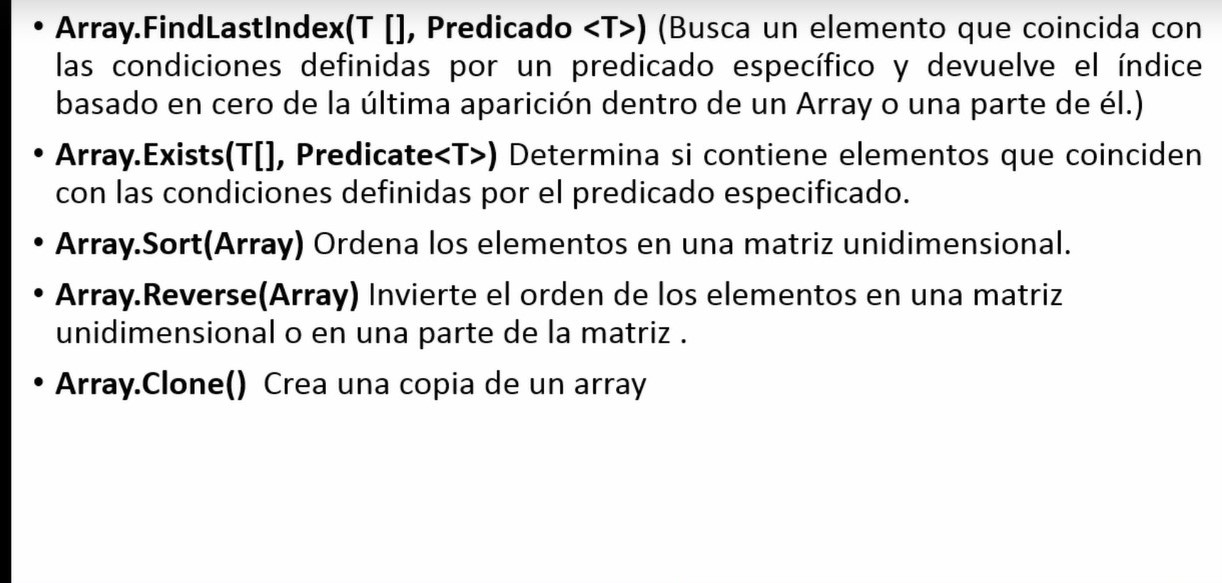 • Array.FindLastIndex(T [], Predicado <T>) (Busca un elemento que coincida con
las condiciones definidas por un predicado específico y devuelve el índice
basado en cero de la última aparición dentro de un Array o una parte de él.)
• Array.Exists(T[], Predicate<T>) Determina si contiene elementos que coinciden
con las condiciones definidas por el predicado especificado.
• Array.Sort(Array) Ordena los elementos en una matriz unidimensional.
• Array.Reverse(Array) Invierte el orden de los elementos en una matriz
unidimensional o en una parte de la matriz .
• Array.Clone() Crea una copia de un array